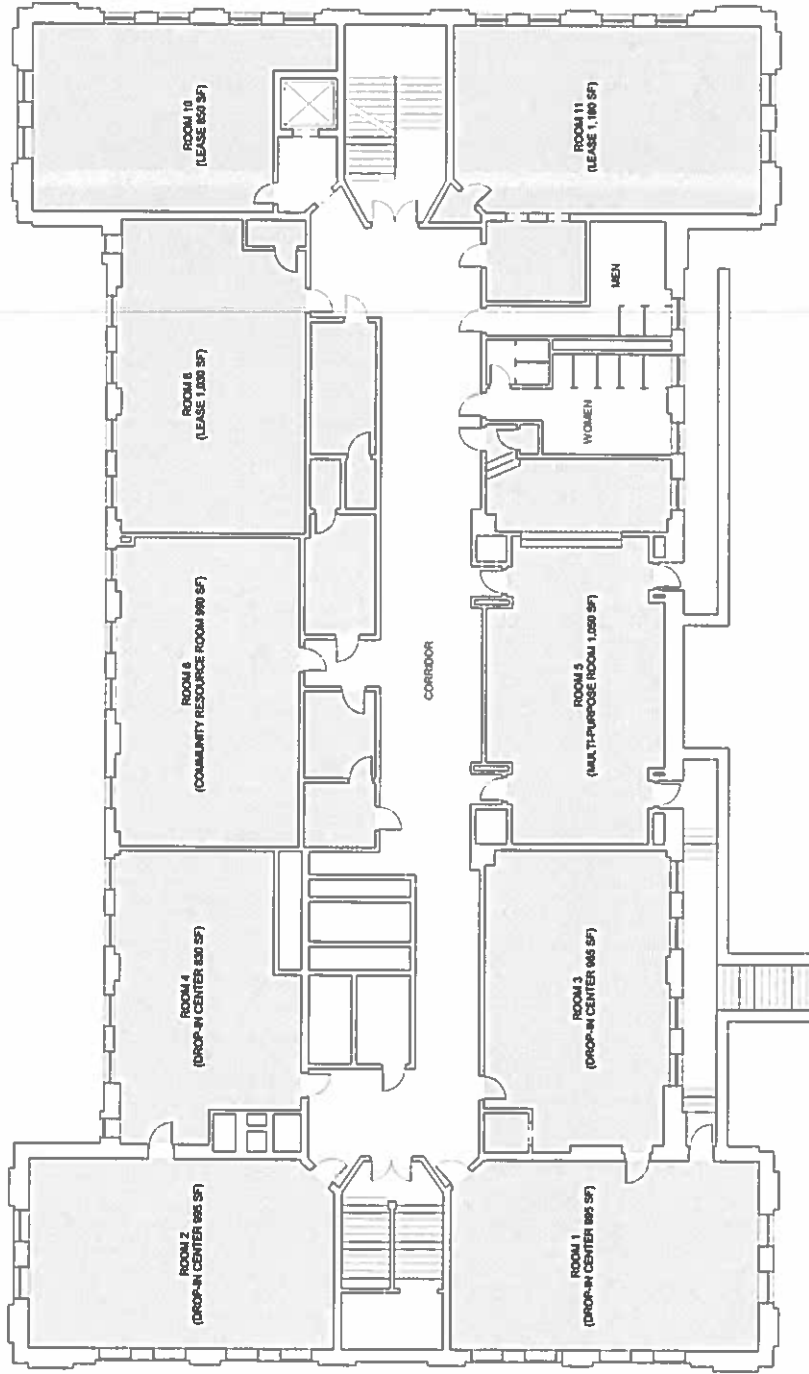 ROOM 2
(DROP-IN CENTER 995 SF)
ROOM 4
(DROP-IN CENTER 830 SF)
ROOM 6
(COMMUNITY RESOURCE ROOM 990 SF)
ROOM 8
(LEASE 1,030 SF)
ROOM 10
(LEASE 850 SF)
CORRIDOR
ROOM 1
(DROP-IN CENTER 895 SF)
ROOM 3
(DROP-IN CENTER 965 SF)
ROOM 5
(MULTI-PURPOSE ROOM 1,050 SF)
WOMEN
MEN
ROOM 11
(LEASE 1,180 SF)